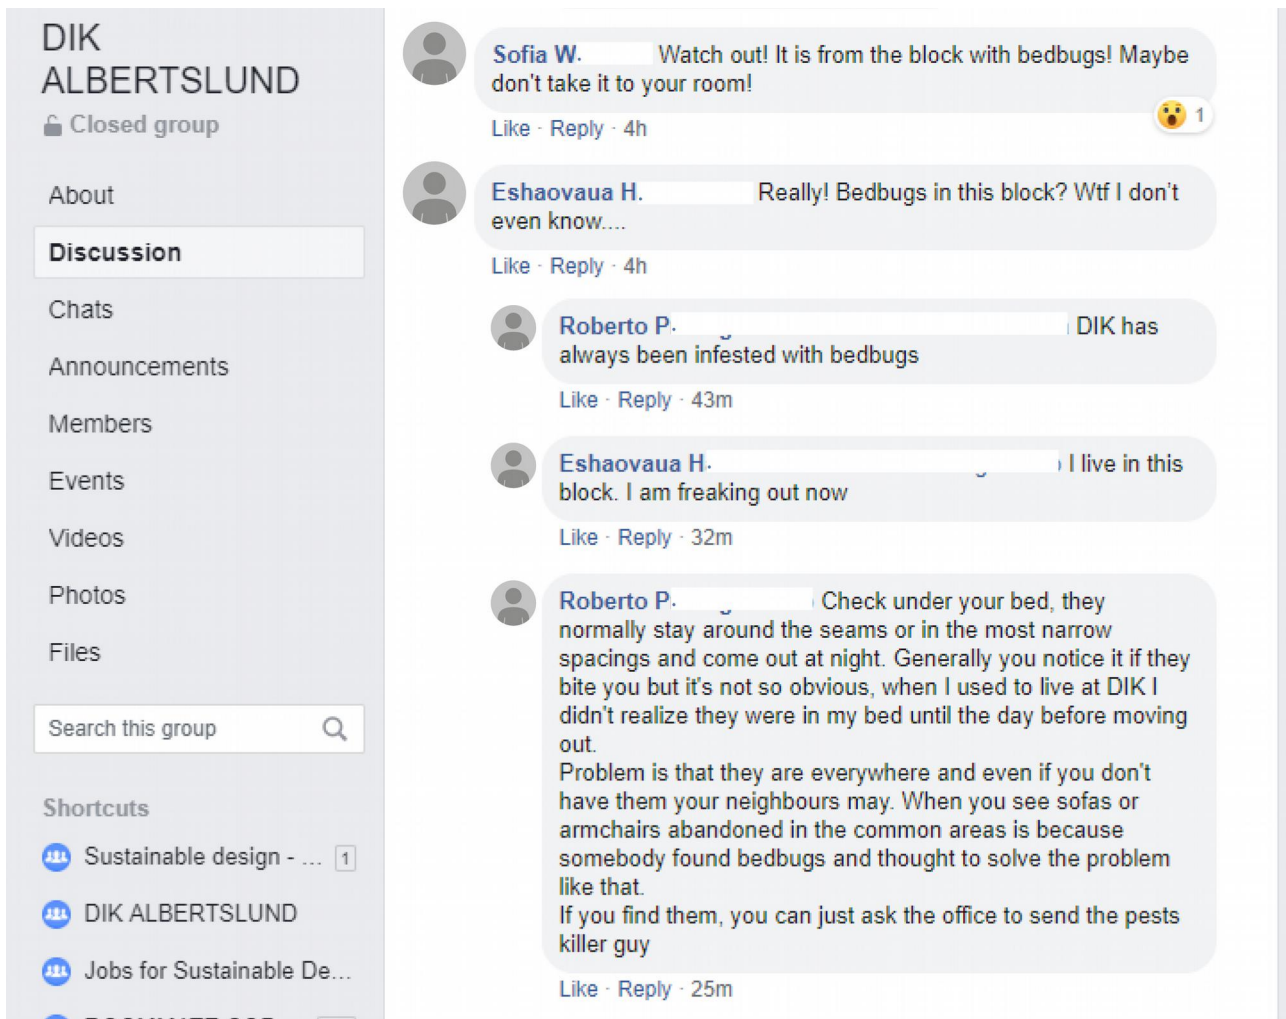 DIK
ALBERTSLUND
Closed group
About
Discussion
Chats
Announcements
Members
Events
Videos
Photos
Files
Search this group
Shortcuts
Sustainable design - ... 1
DIK ALBERTSLUND
Jobs for Sustainable De...
Sofia W. Watch out! It is from the block with bedbugs! Maybe
don't take it to your room!
1
Like · Reply · 4h
Eshaovaua H. Really! Bedbugs in this block? Wtf I don't
even know....
Like · Reply · 4h
Roberto P. DIK has
always been infested with bedbugs
Like · Reply · 43m
Eshaovaua H. I live in this
block. I am freaking out now
Like · Reply · 32m
Roberto P. Check under your bed, they
normally stay around the seams or in the most narrow
spacings and come out at night. Generally you notice it if they
bite you but it's not so obvious, when I used to live at DIK I
didn't realize they were in my bed until the day before moving
out.
Problem is that they are everywhere and even if you don't
have them your neighbours may. When you see sofas or
armchairs abandoned in the common areas is because
somebody found bedbugs and thought to solve the problem
like that.
If you find them, you can just ask the office to send the pests
killer guy
Like · Reply · 25m